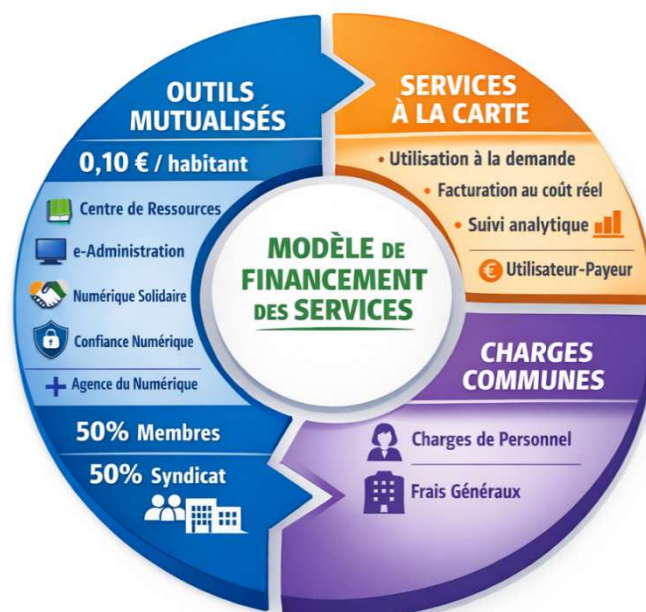 OUTILS
MUTUALISÉS
0,10 € / habitant
Centre de Ressources
e-Administration
Numérique Solidaire
Confiance Numérique
+ Agence du Numérique
50% Membres
50% Syndicat
SERVICES
À LA CARTE
• Utilisation à la demande
• Facturation au coût réel
• Suivi analytique
€ Utilisateur-Payeur
MODÈLE DE
FINANCEMENT
DES SERVICES
CHARGES
COMMUNES
Charges de Personnel
Frais Généraux